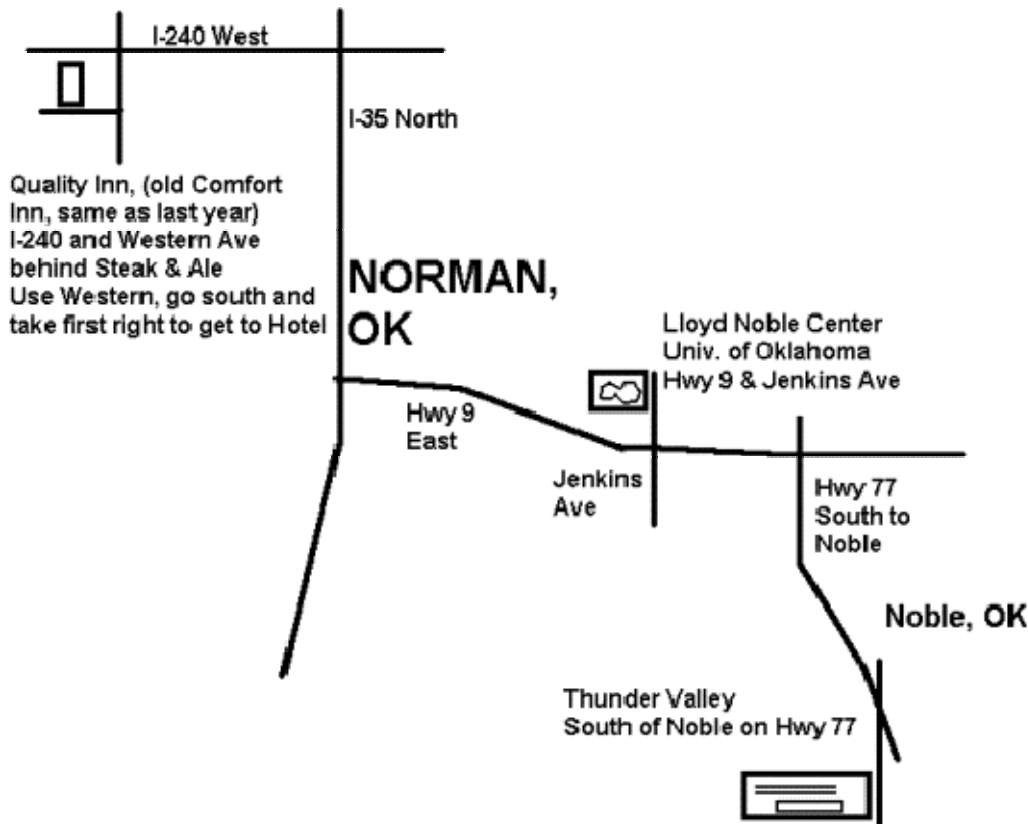 I-240 West
I-35 North
Quality Inn, (old Comfort
Inn, same as last year)
I-240 and Western Ave
behind Steak & Ale
Use Western, go south and
take first right to get to Hotel
NORMAN,
OK
Lloyd Noble Center
Univ. of Oklahoma
Hwy 9 & Jenkins Ave
Hwy 9
East
Jenkins
Ave
Hwy 77
South to
Noble
Noble, OK
Thunder Valley
South of Noble on Hwy 77